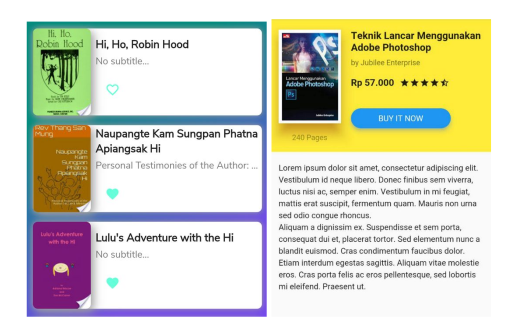 Hi, Ho,
Robin Hood
Hi, Ho, Robin Hood
No subtitle...
Rev Thang San
Mung
Naupangte
Kam
Sungpan
Phatna
Apiangsak
Hi
Naupangte Kam Sungpan Phatna
Apiangsak Hi
Personal Testimonies of the Author: ...
Lulu's Adventure
with the Hi
Lulu's Adventure with the Hi
No subtitle...
Lancar Menggunakan
Adobe Photoshop
Ps
240 Pages
Teknik Lancar Menggunakan
Adobe Photoshop
by Jubilee Enterprise
Rp 57.000
BUY IT NOW
Lorem ipsum dolor sit amet, consectetur adipiscing elit.
Vestibulum id neque libero. Donec finibus sem viverra,
luctus nisi ac, semper enim. Vestibulum in mi feugiat,
mattis erat suscipit, fermentum quam. Mauris non urna
sed odio congue rhoncus.
Aliquam a dignissim ex. Suspendisse et sem porta,
consequat dui et, placerat tortor. Sed elementum nunc a
blandit euismod. Cras condimentum faucibus dolor.
Etiam interdum egestas sagittis. Aliquam vitae molestie
eros. Cras porta felis ac eros pellentesque, sed lobortis
mi eleifend. Praesent ut.